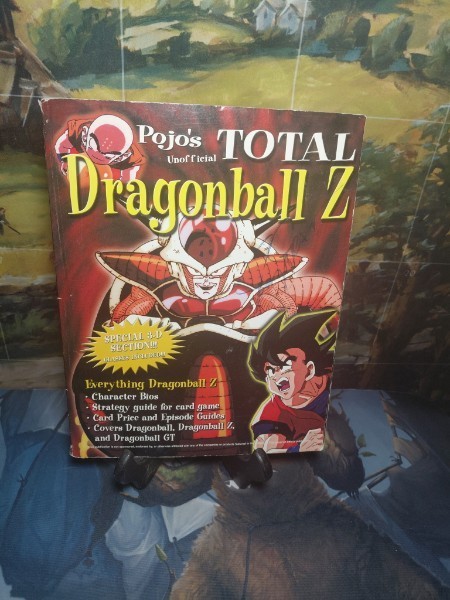 Pojo's
Unofficial
TOTAL
Dragonball Z
SPECIAL 3-D
SECTION!!!
Everything Dragonball Z
• Character Bios
• Strategy guide for card game
• Card Price and Episode Guides
• Covers Dragonball, Dragonball Z,
and Dragonball GT